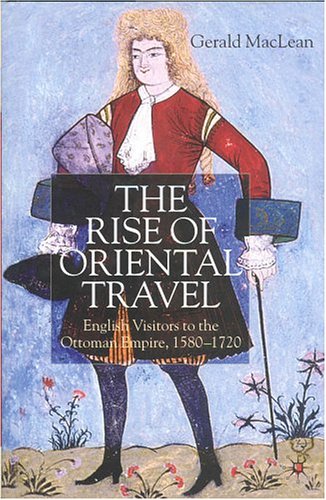 Gerald MacLean
THE
RISE OF
ORIENTAL
TRAVEL
English Visitors to the
Ottoman Empire, 1580–1720